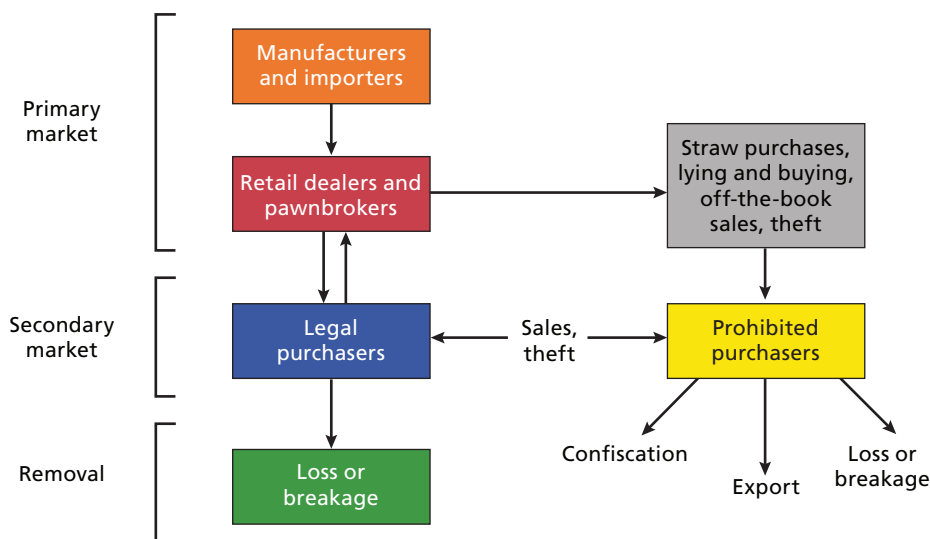 Primary
market
Manufacturers
and importers
Retail dealers and
pawnbrokers
Straw purchases,
lying and buying,
off-the-book
sales, theft
Secondary
market
Legal
purchasers
Sales,
theft
Prohibited
purchasers
Removal
Loss or
breakage
Confiscation
Export
Loss or
breakage